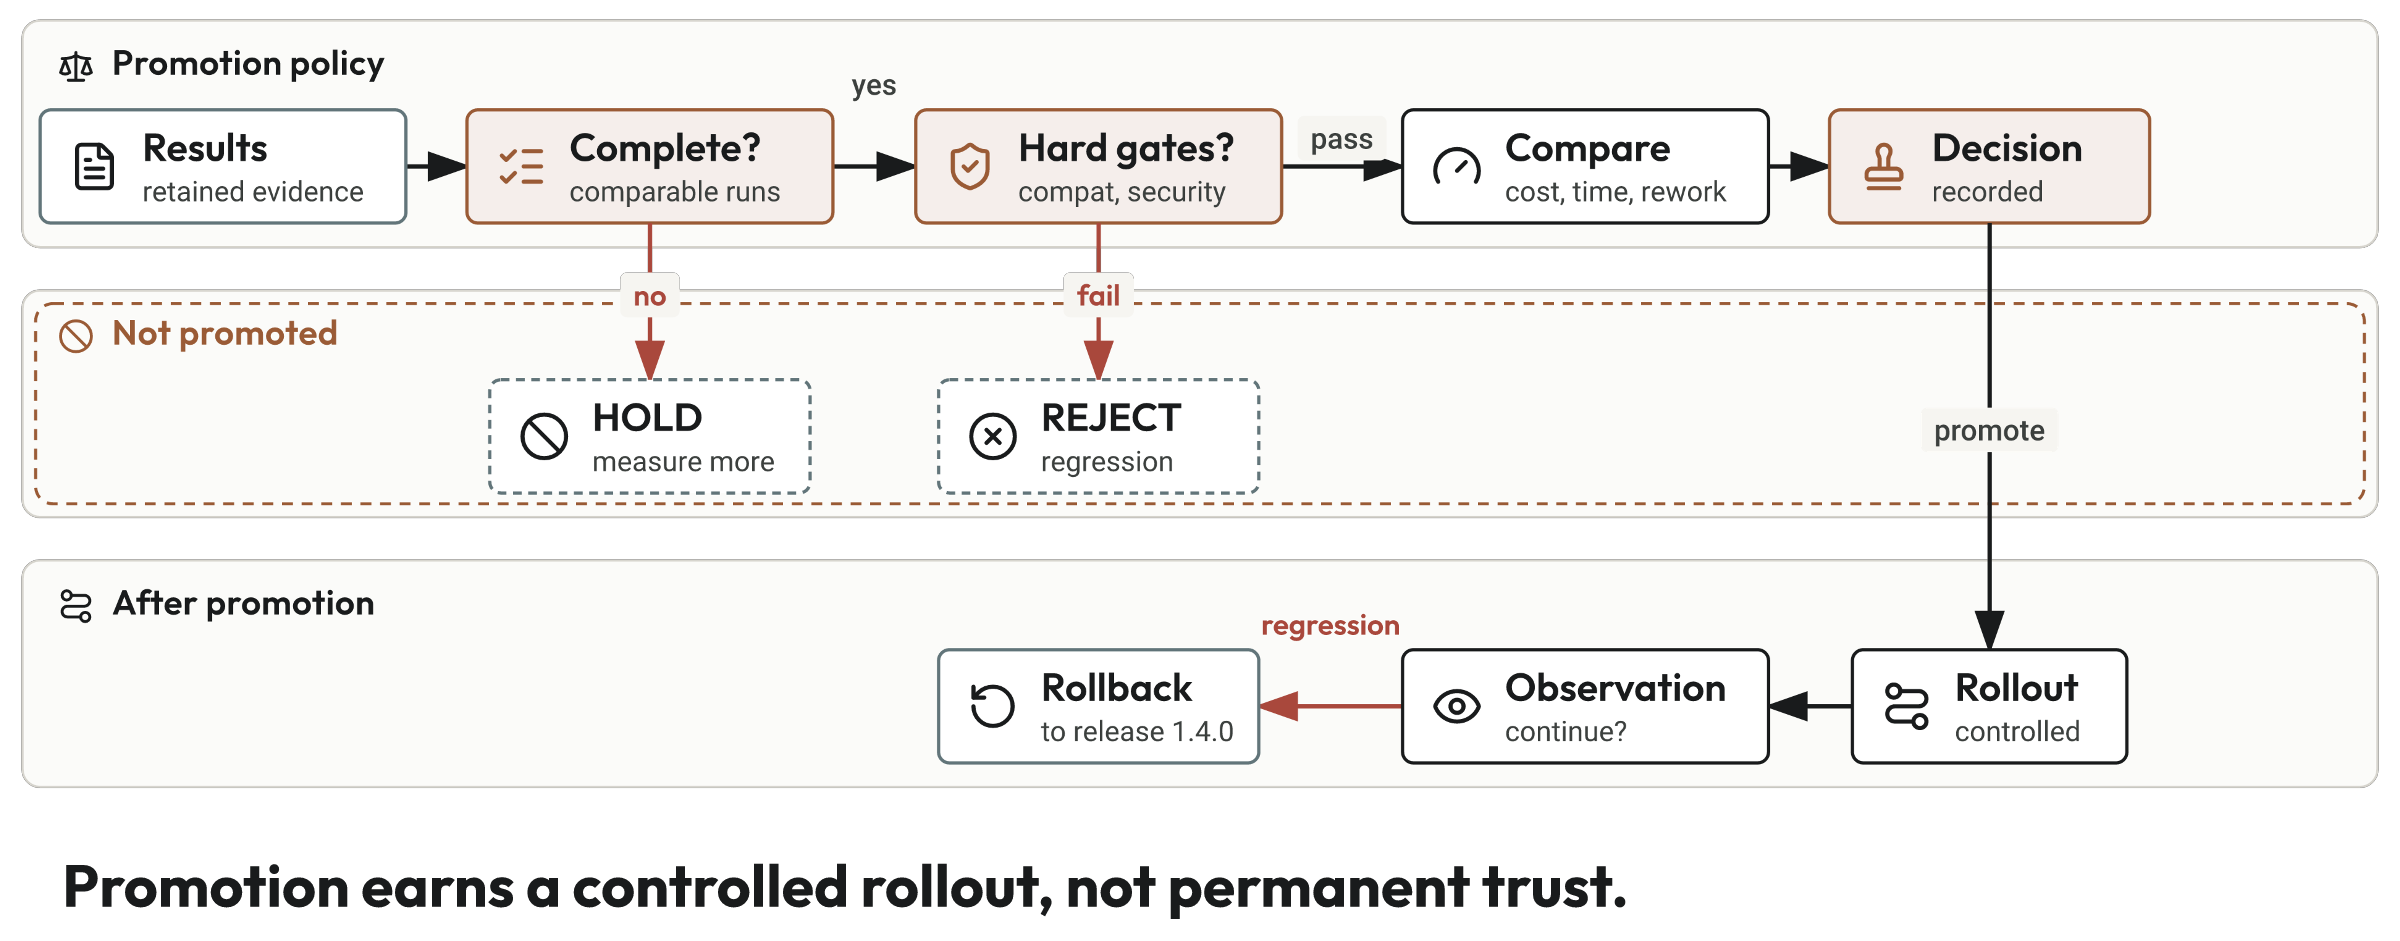 Promotion policy
yes
Results
retained evidence
Complete?
comparable runs
Hard gates?
compat, security
pass
Compare
cost, time, rework
Decision
recorded
no
fail
Not promoted
HOLD
measure more
REJECT
regression
promote
After promotion
regression
Rollback
to release 1.4.0
Observation
continue?
Rollout
controlled
Promotion earns a controlled rollout, not permanent trust.